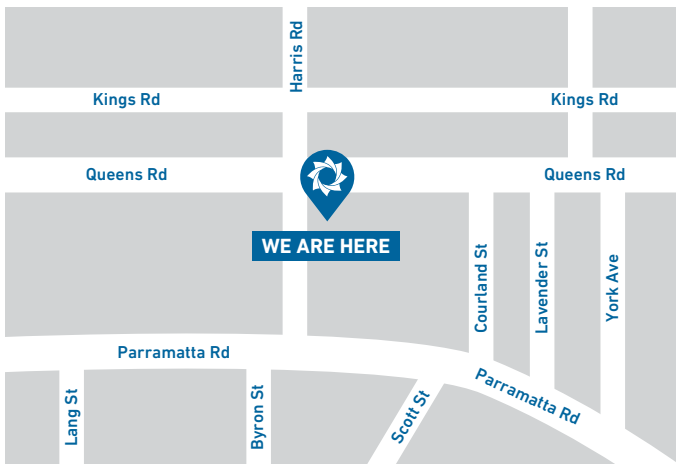 Harris Rd
Kings Rd
Kings Rd
Queens Rd
Queens Rd
WE ARE HERE
Courland St
Lavender St
York Ave
Parramatta Rd
Parramatta Rd
Lang St
Byron St
Scott St